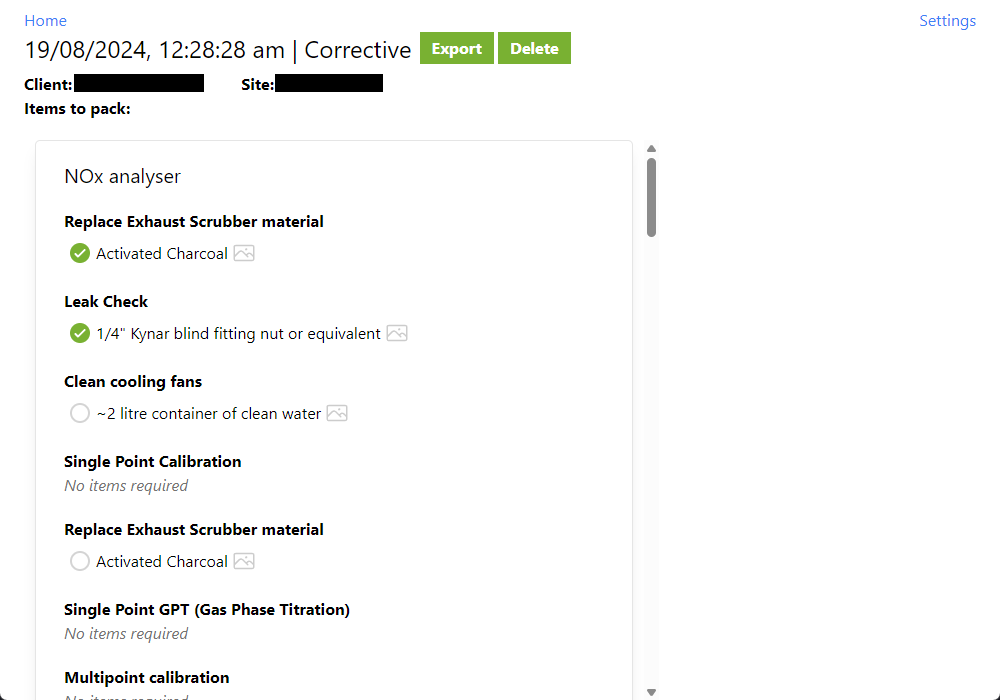 Home
Settings
19/08/2024, 12:28:28 am | Corrective
Export
Delete
Client:
Site:
Items to pack:
NOx analyser
Replace Exhaust Scrubber material
Activated Charcoal
Leak Check
1/4" Kynar blind fitting nut or equivalent
Clean cooling fans
~2 litre container of clean water
Single Point Calibration
No items required
Replace Exhaust Scrubber material
Activated Charcoal
Single Point GPT (Gas Phase Titration)
No items required
Multipoint calibration
No items required